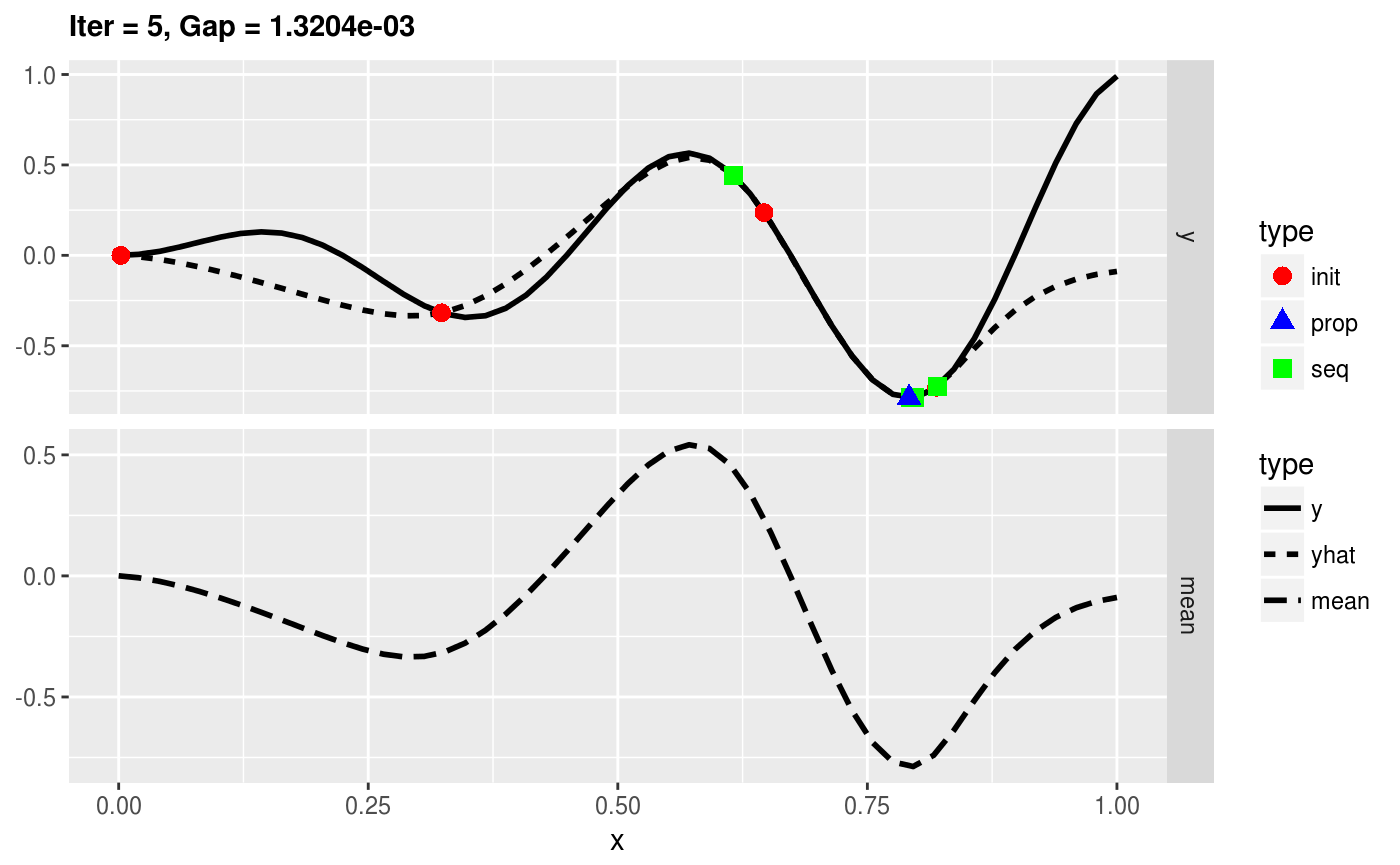 Iter = 5, Gap = 1.3204e-03
1.0
0.5
0.0
-0.5
y
0.5
0.0
-0.5
mean
0.00
0.25
0.50
0.75
1.00
x
type
init
prop
seq
type
y
yhat
mean